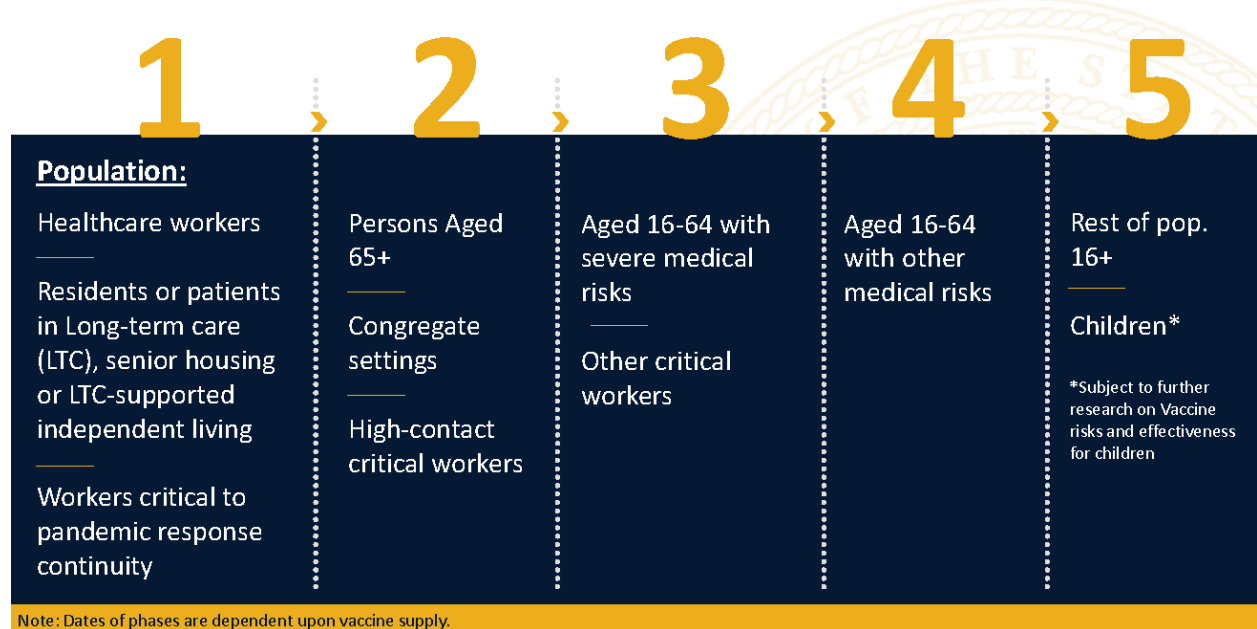 1
2
3
4
5
Population:
Healthcare workers
Residents or patients
in Long-term care
(LTC), senior housing
or LTC-supported
independent living
Workers critical to
pandemic response
continuity
Persons Aged
65+
Congregate
settings
High-contact
critical workers
Aged 16-64 with
severe medical
risks
Other critical
workers
Aged 16-64
with other
medical risks
Rest of pop.
16+
Children*
*Subject to further
research on Vaccine
risks and effectiveness
for children
Note: Dates of phases are dependent upon vaccine supply.